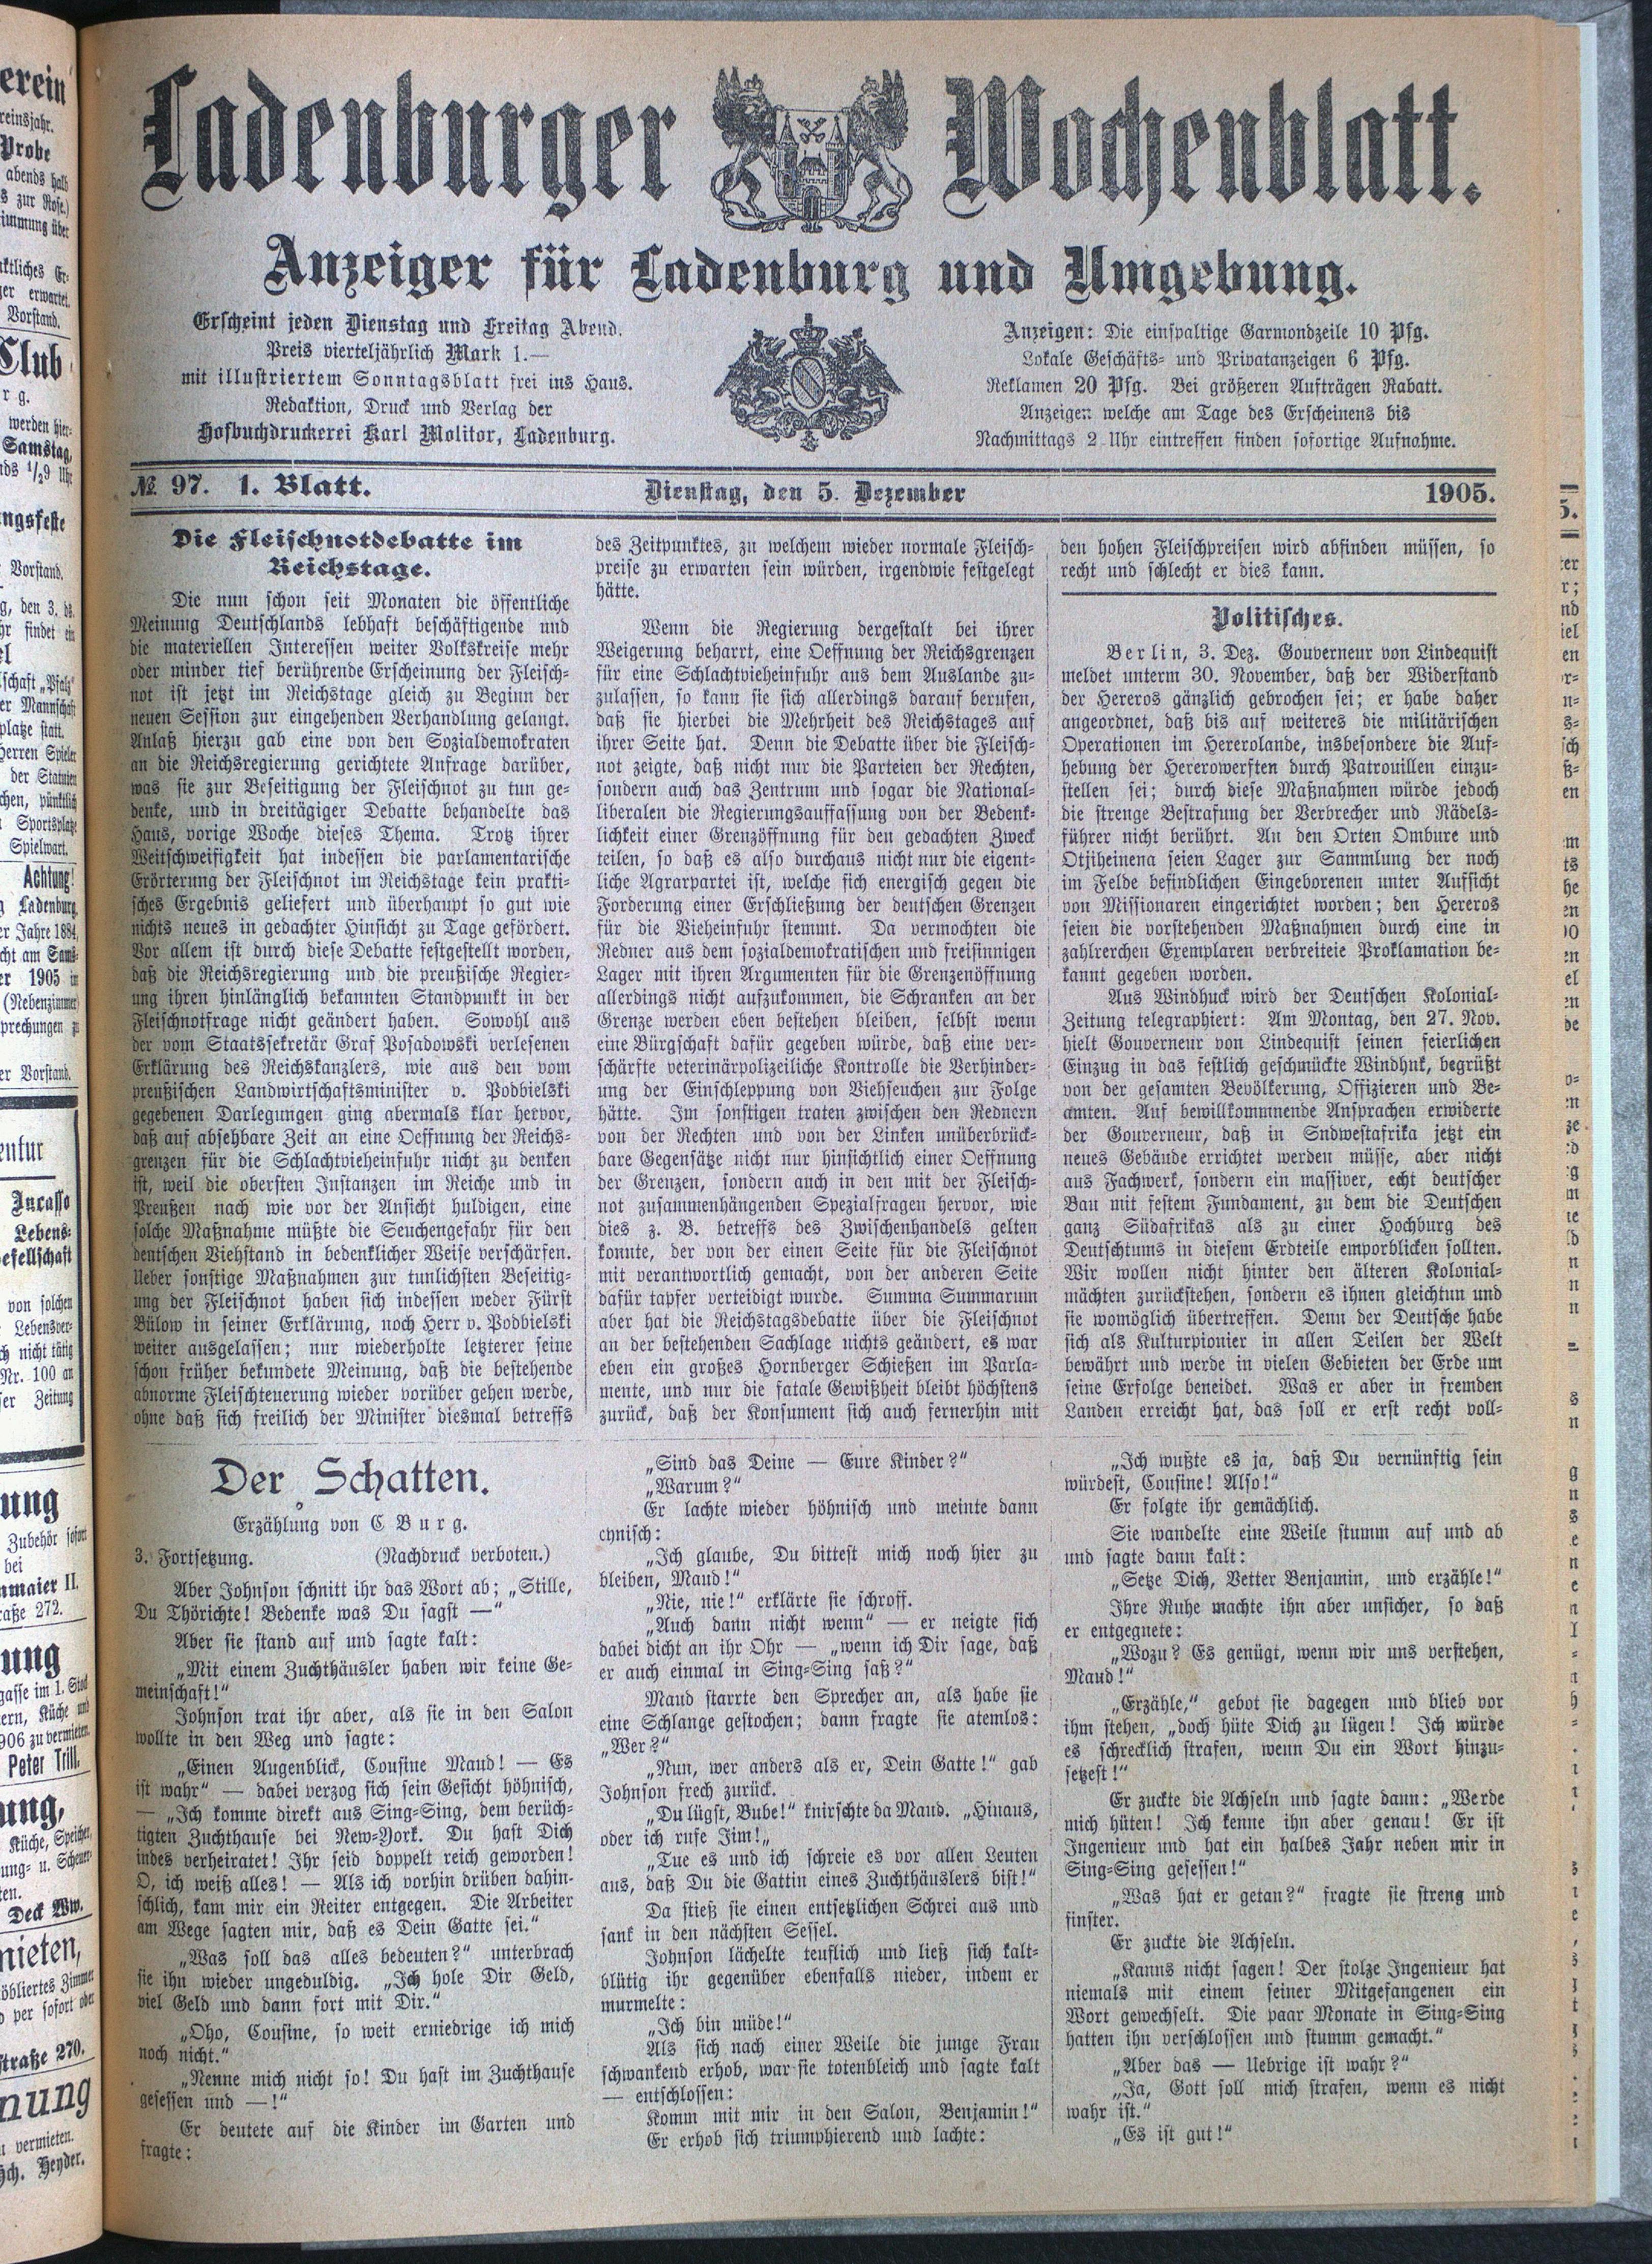 Ladenburger Wochenblatt.
Anzeiger für Ladenburg und Umgebung.
Erscheint jeden Dienstag und Freitag Abend.
Preis vierteljährlich Mark 1.—
mit illustriertem Sonntagsblatt frei ins Haus.
Redaktion, Druck und Verlag der
Hofbuchdruckerei Karl Molitor, Ladenburg.
Anzeigen: Die einspaltige Garmondzeile 10 Pfg.
Lokale Geschäfts- und Privatanzeigen 6 Pfg.
Reklamen 20 Pfg. Bei größeren Aufträgen Rabatt.
Anzeigen welche am Tage des Erscheinens bis
Nachmittags 2 Uhr eintreffen finden sofortige Aufnahme.
№ 97. 1. Blatt.
Dienstag, den 5. Dezember
1905.
Die Fleischnotdebatte im
Reichstage.
Die nun schon seit Monaten die öffentliche
Meinung Deutschlands lebhaft beschäftigende und
die materiellen Interessen weiter Volkskreise mehr
oder minder tief berührende Erscheinung der Fleisch-
not ist jetzt im Reichstage gleich zu Beginn der
neuen Session zur eingehenden Verhandlung gelangt.
Anlaß hierzu gab eine von den Sozialdemokraten
an die Reichsregierung gerichtete Anfrage darüber,
was sie zur Beseitigung der Fleischnot zu tun ge-
denke, und in dreitägiger Debatte behandelte das
Haus, vorige Woche dieses Thema. Trotz ihrer
Weitschweifigkeit hat indessen die parlamentarische
Erörterung der Fleischnot im Reichstage kein prakti-
sches Ergebnis geliefert und überhaupt so gut wie
nichts neues in gedachter Hinsicht zu Tage gefördert.
Vor allem ist durch diese Debatte festgestellt worden,
daß die Reichsregierung und die preußische Regier-
ung ihren hinlänglich bekannten Standpunkt in der
Fleischnotfrage nicht geändert haben. Sowohl aus
der vom Staatssekretär Graf Posadowski verlesenen
Erklärung des Reichskanzlers, wie aus den vom
preußischen Landwirtschaftsminister v. Podbielski
gegebenen Darlegungen ging abermals klar hervor,
daß auf absehbare Zeit an eine Oeffnung der Reichs-
grenzen für die Schlachtvieheinfuhr nicht zu denken
ist, weil die obersten Instanzen im Reiche und in
Preußen nach wie vor der Ansicht huldigen, eine
solche Maßnahme müßte die Seuchengefahr für den
deutschen Viehstand in bedenklicher Weise verschärfen.
Ueber sonstige Maßnahmen zur tunlichsten Beseitig-
ung der Fleischnot haben sich indessen weder Fürst
Bülow in seiner Erklärung, noch Herr v. Podbielski
weiter ausgelassen; nur wiederholte letzterer seine
schon früher bekundete Meinung, daß die bestehende
abnorme Fleischteuerung wieder vorüber gehen werde,
ohne daß sich freilich der Minister diesmal betreffs
des Zeitpunktes, zu welchem wieder normale Fleisch-
preise zu erwarten sein würden, irgendwie festgelegt
hätte.
Wenn die Regierung dergestalt bei ihrer
Weigerung beharrt, eine Oeffnung der Reichsgrenzen
für eine Schlachtvieheinfuhr aus dem Auslande zu-
zulassen, so kann sie sich allerdings darauf berufen,
daß sie hierbei die Mehrheit des Reichstages auf
ihrer Seite hat. Denn die Debatte über die Fleisch-
not zeigte, daß nicht nur die Parteien der Rechten,
sondern auch das Zentrum und sogar die National-
liberalen die Regierungsauffassung von der Bedenk-
lichkeit einer Grenzöffnung für den gedachten Zweck
teilen, so daß es also durchaus nicht nur die eigent-
liche Agrarpartei ist, welche sich energisch gegen die
Forderung einer Erschließung der deutschen Grenzen
für die Vieheinfuhr stemmt. Da vermochten die
Redner aus dem sozialdemokratischen und freisinnigen
Lager mit ihren Argumenten für die Grenzenöffnung
allerdings nicht aufzukommen, die Schranken an der
Grenze werden eben bestehen bleiben, selbst wenn
eine Bürgschaft dafür gegeben würde, daß eine ver-
schärfte veterinärpolizeiliche Kontrolle die Verhinder-
ung der Einschleppung von Viehseuchen zur Folge
hätte. Im sonstigen traten zwischen den Rednern
von der Rechten und von der Linken unüberbrück-
bare Gegensätze nicht nur hinsichtlich einer Oeffnung
der Grenzen, sondern auch in den mit der Fleisch-
not zusammenhängenden Spezialfragen hervor, wie
dies z. B. betreffs des Zwischenhandels gelten
konnte, der von der einen Seite für die Fleischnot
mit verantwortlich gemacht, von der anderen Seite
dafür tapfer verteidigt wurde. Summa Summarum
aber hat die Reichstagsdebatte über die Fleischnot
an der bestehenden Sachlage nichts geändert, es war
eben ein großes Hornberger Schießen im Parla-
mente, und nur die fatale Gewißheit bleibt höchstens
zurück, daß der Konsument sich auch fernerhin mit
den hohen Fleischpreisen wird abfinden müssen, so
recht und schlecht er dies kann.
Politisches.
Berlin, 3. Dez. Gouverneur von Lindequist
meldet unterm 30. November, daß der Widerstand
der Hereros gänzlich gebrochen sei; er habe daher
angeordnet, daß bis auf weiteres die militärischen
Operationen im Hererolande, insbesondere die Auf-
hebung der Hererowerften durch Patrouillen einzu-
stellen sei; durch diese Maßnahmen würde jedoch
die strenge Bestrafung der Verbrecher und Rädels-
führer nicht berührt. An den Orten Ombure und
Otjiheinena seien Lager zur Sammlung der noch
im Felde befindlichen Eingeborenen unter Aufsicht
von Missionaren eingerichtet worden; den Hereros
seien die vorstehenden Maßnahmen durch eine in
zahlrerchen Exemplaren verbreiteie Proklamation be-
kannt gegeben worden.
Aus Windhuck wird der Deutschen Kolonial-
Zeitung telegraphiert: Am Montag, den 27. Nov.
hielt Gouverneur von Lindequist seinen feierlichen
Einzug in das festlich geschmückte Windhuk, begrüßt
von der gesamten Bevölkerung, Offizieren und Be-
amten. Auf bewillkommnende Ansprachen erwiderte
der Gouverneur, daß in Sndwestafrika jetzt ein
neues Gebäude errichtet werden müsse, aber nicht
aus Fachwerk, sondern ein massiver, echt deutscher
Bau mit festem Fundament, zu dem die Deutschen
ganz Südafrikas als zu einer Hochburg des
Deutschtums in diesem Erdteile emporblicken sollten.
Wir wollen nicht hinter den älteren Kolonial-
mächten zurückstehen, sondern es ihnen gleichtun und
sie womöglich übertreffen. Denn der Deutsche habe
sich als Kulturpionier in allen Teilen der Welt
bewährt und werde in vielen Gebieten der Erde um
seine Erfolge beneidet. Was er aber in fremden
Landen erreicht hat, das soll er erst recht voll-
Der Schatten.
Erzählung von C Burg.
3. Fortsetzung. (Nachdruck verboten.)
Aber Johnson schnitt ihr das Wort ab; „Stille,
Du Thörichte! Bedenke was Du sagst —“
Aber sie stand auf und sagte kalt:
„Mit einem Zuchthäusler haben wir keine Ge-
meinschaft!“
Johnson trat ihr aber, als sie in den Salon
wollte in den Weg und sagte:
„Einen Augenblick, Cousine Maud! — Es
ist wahr“ — dabei verzog sich sein Gesicht höhnisch,
— „Ich komme direkt aus Sing-Sing, dem berüch-
tigten Zuchthause bei New-York. Du hast Dich
indes verheiratet! Ihr seid doppelt reich geworden!
O, ich weiß alles! — Als ich vorhin drüben dahin-
schlich, kam mir ein Reiter entgegen. Die Arbeiter
am Wege sagten mir, daß es Dein Gatte sei.“
„Was soll das alles bedeuten?“ unterbrach
sie ihn wieder ungeduldig. „Ich hole Dir Geld,
viel Geld und dann fort mit Dir.“
„Oho, Cousine, so weit erniedrige ich mich
noch nicht.“
„Nenne mich nicht so! Du hast im Zuchthause
gesessen und —!“
Er deutete auf die Kinder im Garten und
fragte:
„Sind das Deine — Eure Kinder?“
„Warum?“
Er lachte wieder höhnisch und meinte dann
cynisch:
„Ich glaube, Du bittest mich noch hier zu
bleiben, Maud!“
„Nie, nie!“ erklärte sie schroff.
„Auch dann nicht wenn“ — er neigte sich
dabei dicht an ihr Ohr — „wenn ich Dir sage, daß
er auch einmal in Sing-Sing saß?“
Maud starrte den Sprecher an, als habe sie
eine Schlange gestochen; dann fragte sie atemlos:
„Wer?“
„Nun, wer anders als er, Dein Gatte!“ gab
Johnson frech zurück.
„Du lügst, Bube!“ knirschte da Maud. „Hinaus,
oder ich rufe Jim!„
„Tue es und ich schreie es vor allen Leuten
aus, daß Du die Gattin eines Zuchthäuslers bist!“
Da stieß sie einen entsetzlichen Schrei aus und
sank in den nächsten Sessel.
Johnson lächelte teuflich und ließ sich kalt-
blütig ihr gegenüber ebenfalls nieder, indem er
murmelte:
„Ich bin müde!“
Als sich nach einer Weile die junge Frau
schwankend erhob, war sie totenbleich und sagte kalt
— entschlossen:
Komm mit mir in den Salon, Benjamin!“
Er erhob sich triumphierend und lachte:
„Ich wußte es ja, daß Du vernünftig sein
würdest, Cousine! Also!“
Er folgte ihr gemächlich.
Sie wandelte eine Weile stumm auf und ab
und sagte dann kalt:
„Setze Dich, Vetter Benjamin, und erzähle!“
Ihre Ruhe machte ihn aber unsicher, so daß
er entgegnete:
„Wozu? Es genügt, wenn wir uns verstehen,
Maud!“
„Erzähle,“ gebot sie dagegen und blieb vor
ihm stehen, „doch hüte Dich zu lügen! Ich würde
es schrecklich strafen, wenn Du ein Wort hinzu-
setzest!“
Er zuckte die Achseln und sagte dann: „Werde
mich hüten! Ich kenne ihn aber genau! Er ist
Ingenieur und hat ein halbes Jahr neben mir in
Sing-Sing gesessen!“
„Was hat er getan?“ fragte sie streng und
finster.
Er zuckte die Achseln.
„Kanns nicht sagen! Der stolze Ingenieur hat
niemals mit einem seiner Mitgefangenen ein
Wort gewechselt. Die paar Monate in Sing-Sing
hatten ihn verschlossen und stumm gemacht.“
„Aber das — Uebrige ist wahr?“
„Ja, Gott soll mich strafen, wenn es nicht
wahr ist.“
„Es ist gut!“